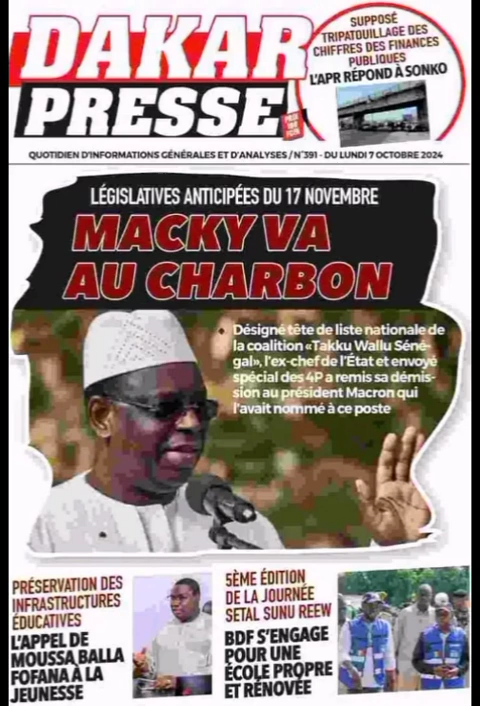 DAKAR
PRESSE
PRIX
100
FCFA
SUPPOSÉ
TRIPATOUILLAGE DES
CHIFFRES DES FINANCES
PUBLIQUES
L'APR RÉPOND À SONKO
QUOTIDIEN D'INFORMATIONS GÉNÉRALES ET D'ANALYSES / N°391 - DU LUNDI 7 OCTOBRE 2024
LÉGISLATIVES ANTICIPÉES DU 17 NOVEMBRE
MACKY VA
AU CHARBON
• Désigné tête de liste nationale de
la coalition «Takku Wallu Séné-
gal», l'ex-chef de l'État et envoyé
spécial des 4P a remis sa démis-
sion au président Macron qui
l'avait nommé à ce poste
PRÉSERVATION DES
INFRASTRUCTURES
ÉDUCATIVES
L'APPEL DE
MOUSSA BALLA
FOFANA À LA
JEUNESSE
5ÈME ÉDITION
DE LA JOURNÉE
SETAL SUNU REEW
BDF S'ENGAGE
POUR UNE
ÉCOLE PROPRE
ET RÉNOVÉE